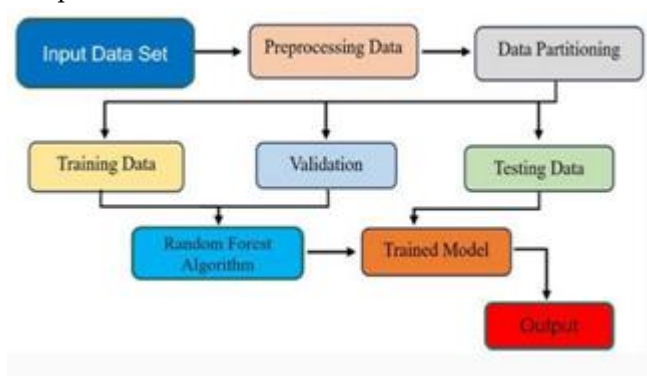 Input Data Set
Preprocessing Data
Data Partitioning
Training Data
Validation
Testing Data
Random Forest
Algorithm
Trained Model
Output